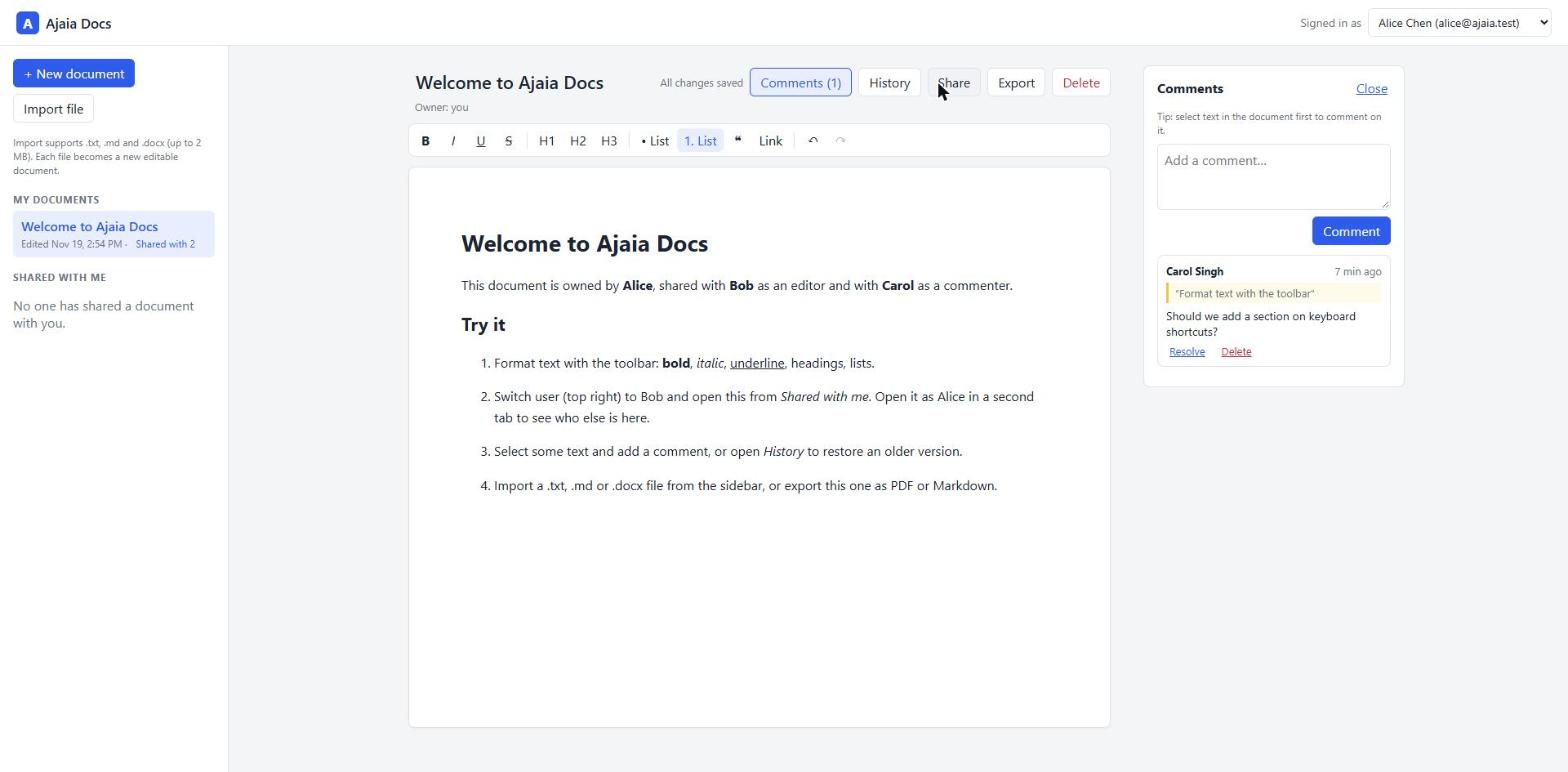 A Ajaia Docs
Signed in as Alice Chen (alice@ajaia.test)
+ New document
Import file
Import supports .txt, .md and .docx (up to 2
MB). Each file becomes a new editable
document.
MY DOCUMENTS
Welcome to Ajaia Docs
Edited Nov 19, 2:54 PM · Shared with 2
SHARED WITH ME
No one has shared a document
with you.
Welcome to Ajaia Docs
All changes saved Comments (1) History Share Export Delete
Owner: you
B I U S H1 H2 H3 • List 1. List ❝ Link
Welcome to Ajaia Docs
This document is owned by Alice, shared with Bob as an editor and with Carol as a commenter.
Try it
1. Format text with the toolbar: bold, italic, underline, headings, lists.
2. Switch user (top right) to Bob and open this from Shared with me. Open it as Alice in a second
tab to see who else is here.
3. Select some text and add a comment, or open History to restore an older version.
4. Import a .txt, .md or .docx file from the sidebar, or export this one as PDF or Markdown.
Comments Close
Tip: select text in the document first to comment on
it.
Add a comment...
Comment
Carol Singh 7 min ago
"Format text with the toolbar"
Should we add a section on keyboard
shortcuts?
Resolve Delete